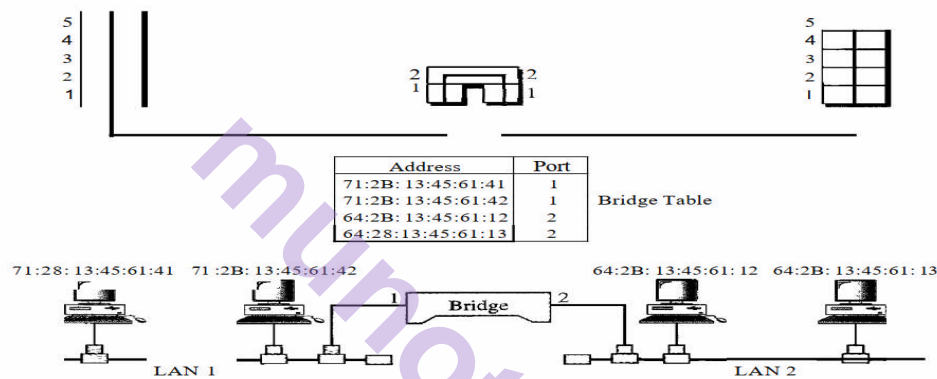 5
4
3
2
1
2 2
1 1
5
4
3
2
1
Address Port
71:2B: 13:45:61:41 1
71:2B: 13:45:61:42 1
64:2B: 13:45:61:12 2
64:28:13:45:61:13 2
Bridge Table
71:28: 13:45:61:41 71 :2B: 13:45:61:42 64:2B: 13:45:61: 12 64:2B: 13:45:61: 13
1 Bridge 2
LAN 1 LAN 2